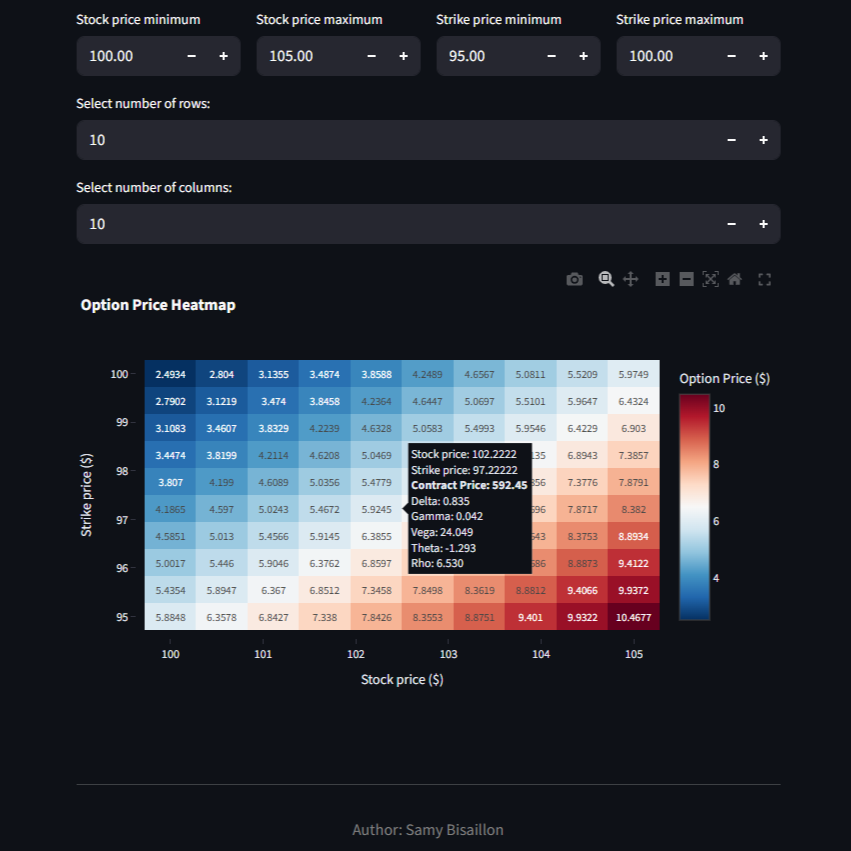 Stock price minimum Stock price maximum Strike price minimum Strike price maximum
100.00 − + 105.00 − + 95.00 − + 100.00 − +
Select number of rows:
10 − +
Select number of columns:
10 − +
Option Price Heatmap
Option Price ($)
10
8
6
4
Strike price ($)
100
99
98
97
96
95
2.4934 2.804 3.1355 3.4874 3.8588 4.2489 4.6567 5.0811 5.5209 5.9749
2.7902 3.1219 3.474 3.8458 4.2364 4.6447 5.0697 5.5101 5.9647 6.4324
3.1083 3.4607 3.8329 4.2239 4.6328 5.0583 5.4993 5.9546 6.4229 6.903
3.4474 3.8199 4.2114 4.6208 5.0469 6.8943 7.3857
3.807 4.199 4.6089 5.0356 5.4779 7.3776 7.8791
4.1865 4.597 5.0243 5.4672 5.9245 7.8717 8.382
4.5851 5.013 5.4566 5.9145 6.3855 8.3753 8.8934
5.0017 5.446 5.9046 6.3762 6.8597 8.8873 9.4122
5.4354 5.8947 6.367 6.8512 7.3458 7.8498 8.3619 8.8812 9.4066 9.9372
5.8848 6.3578 6.8427 7.338 7.8426 8.3553 8.8751 9.401 9.9322 10.4677
Stock price: 102.2222
Strike price: 97.22222
Contract Price: 592.45
Delta: 0.835
Gamma: 0.042
Vega: 24.049
Theta: -1.293
Rho: 6.530
100 101 102 103 104 105
Stock price ($)
Author: Samy Bisaillon